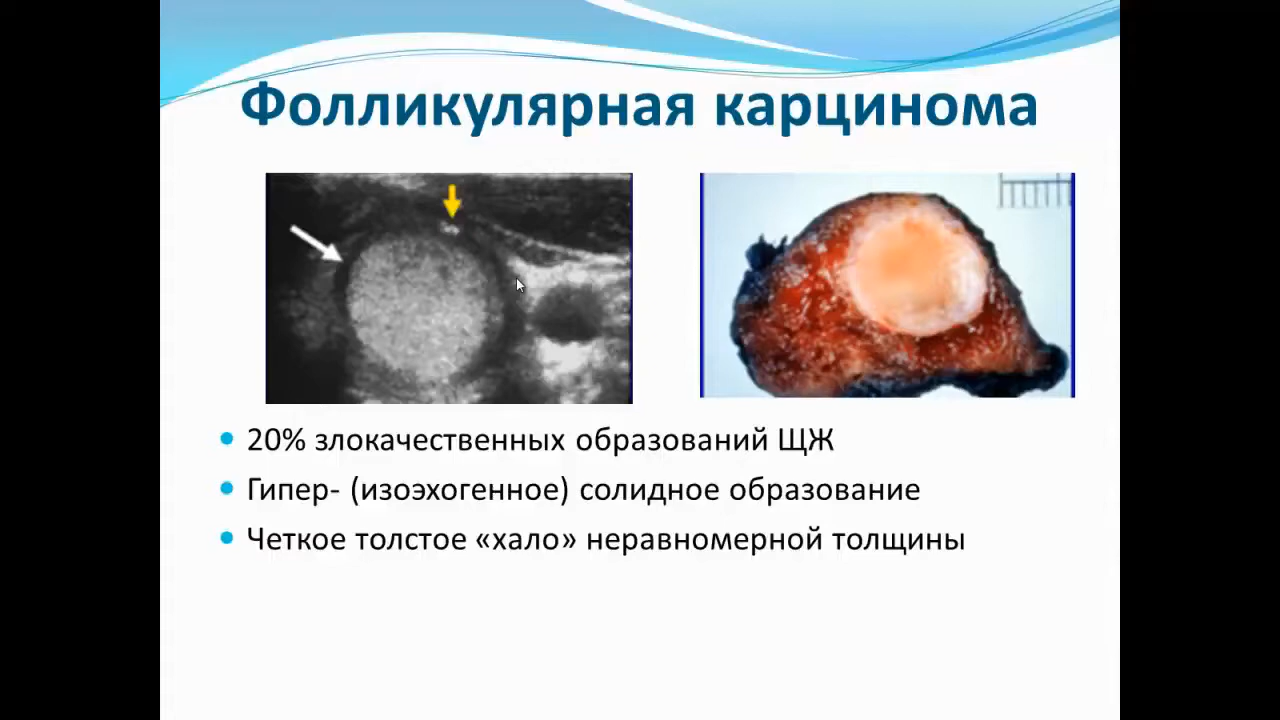 Фолликулярная карцинома
20% злокачественных образований ЩЖ
Гипер- (изоэхогенное) солидное образование
Четкое толстое «хало» неравномерной толщины